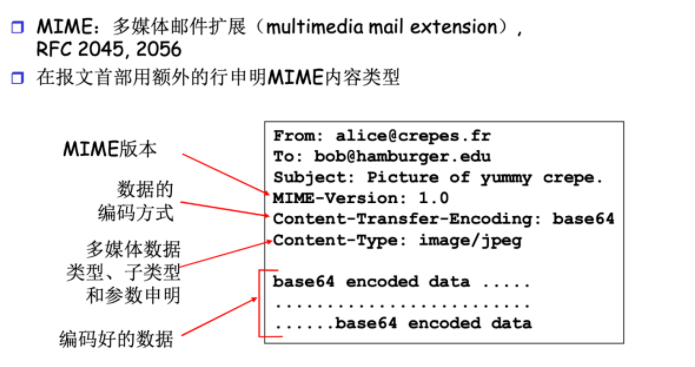 MIME：多媒体邮件扩展（multimedia mail extension）,
RFC 2045, 2056
在报文首部用额外的行申明MIME内容类型
MIME版本
数据的
编码方式
多媒体数据
类型、子类型
和参数申明
编码好的数据
From: alice@crepes.fr
To: bob@hamburger.edu
Subject: Picture of yummy crepe.
MIME-Version: 1.0
Content-Transfer-Encoding: base64
Content-Type: image/jpeg
base64 encoded data .....
.........................
......base64 encoded data